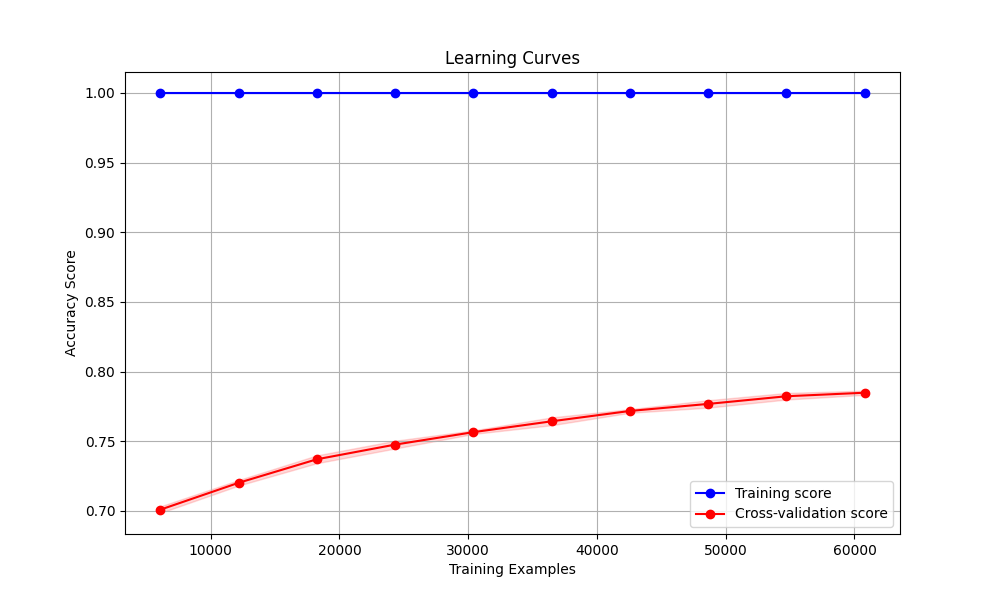 Learning Curves
1.00
0.95
0.90
0.85
0.80
0.75
0.70
Accuracy Score
Training score
Cross-validation score
10000 20000 30000 40000 50000 60000
Training Examples